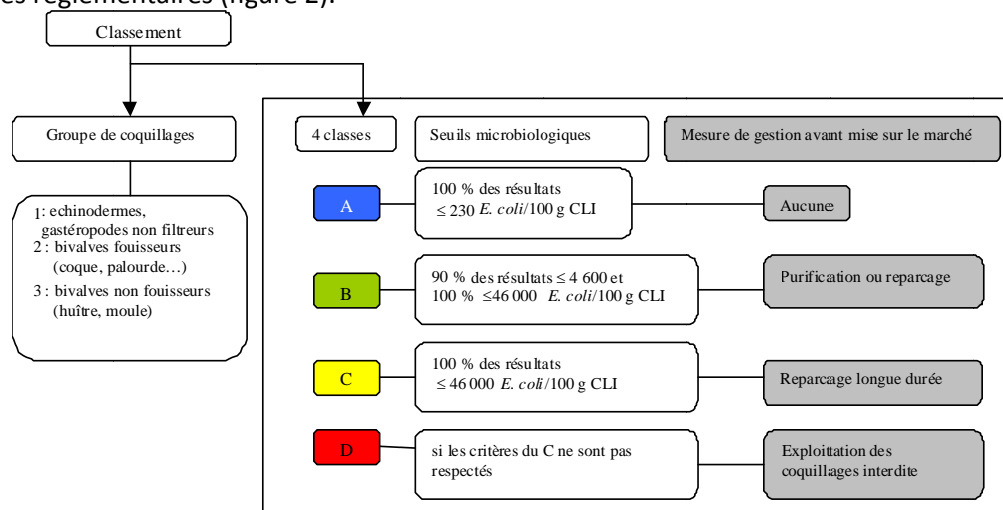 es réglementaires (figure 2).
Classement
Groupe de coquillages
4 classes
Seuils microbiologiques
Mesure de gestion avant mise sur le marché
1: echinodermes,
gastéropodes non filtreurs
2 : bivalves fouisseurs
(coque, palourde…)
3 : bivalves non fouisseurs
(huître, moule)
A
100 % des résultats
≤ 230 E. coli/100 g CLI
Aucune
B
90 % des résultats ≤ 4 600 et
100 % ≤46 000 E. coli/100 g CLI
Purification ou reparcage
C
100 % des résultats
≤ 46 000 E. coli/100 g CLI
Reparcage longue durée
D
si les critères du C ne sont pas
respectés
Exploittation des
coquillages interdite